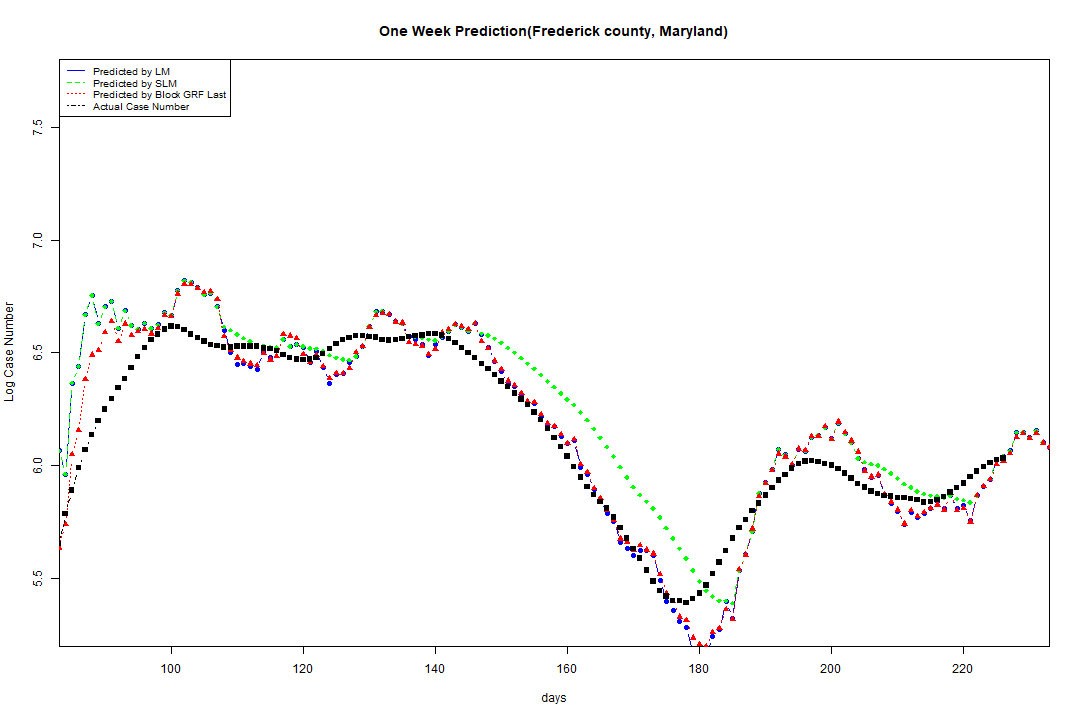 One Week Prediction(Frederick county, Maryland)
Predicted by LM
Predicted by SLM
Predicted by Block GRF Last
Actual Case Number
7.5
7.0
6.5
6.0
5.5
Log Case Number
100 120 140 160 180 200 220
days